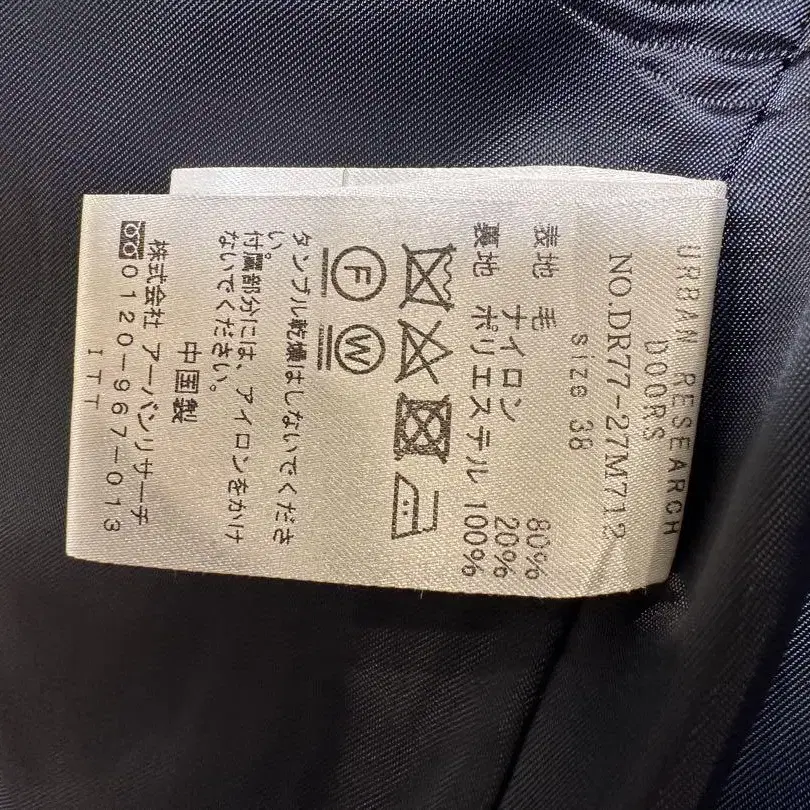 URBAN RESEARCH
DOORS
NO.DR77-27M712
size 38
表地 毛 80%
ナイロン 20%
裏地 ポリエステル 100%
F W
タンブル乾燥はしないでくださ
い。
付属部分には、アイロンをかけ
ないでください。
中国製
株式会社 アーバンリサーチ
0120-967-013
ITT